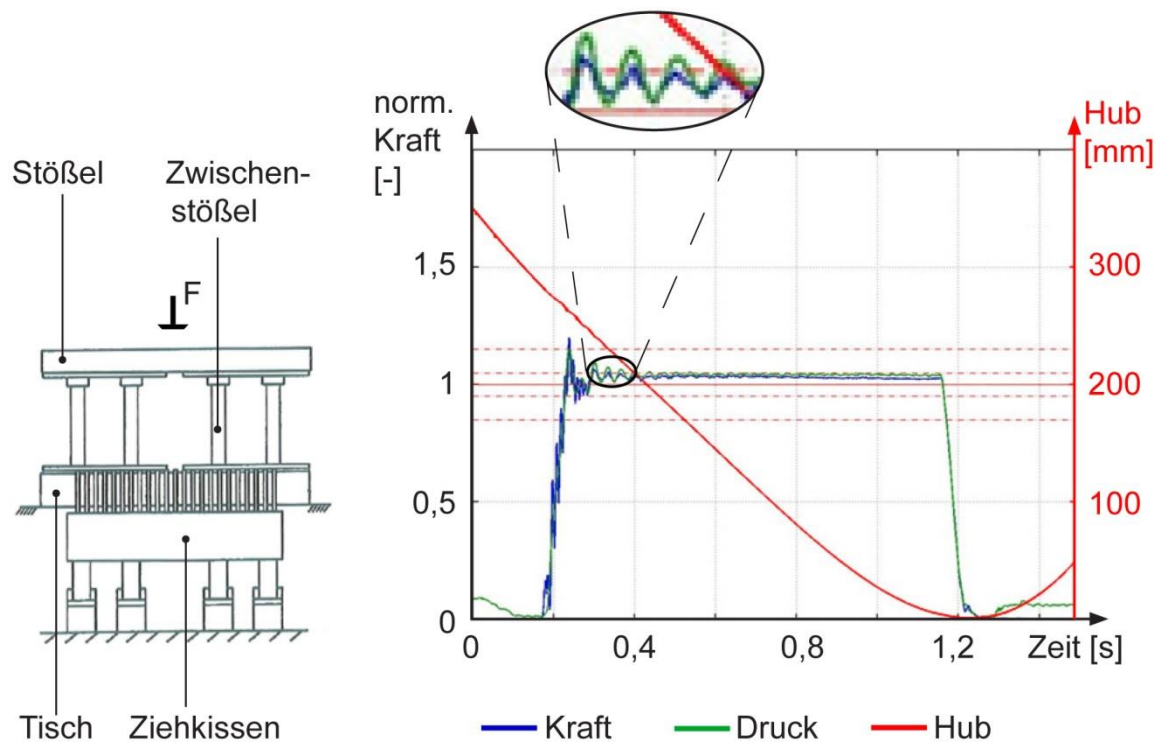 norm.
Kraft
[-]
Hub
[mm]
Stößel
Zwischen-
stößel
F
1,5
1
0,5
0
300
200
100
0
0,4
0,8
1,2
Zeit [s]
Tisch
Ziehkissen
Kraft
Druck
Hub